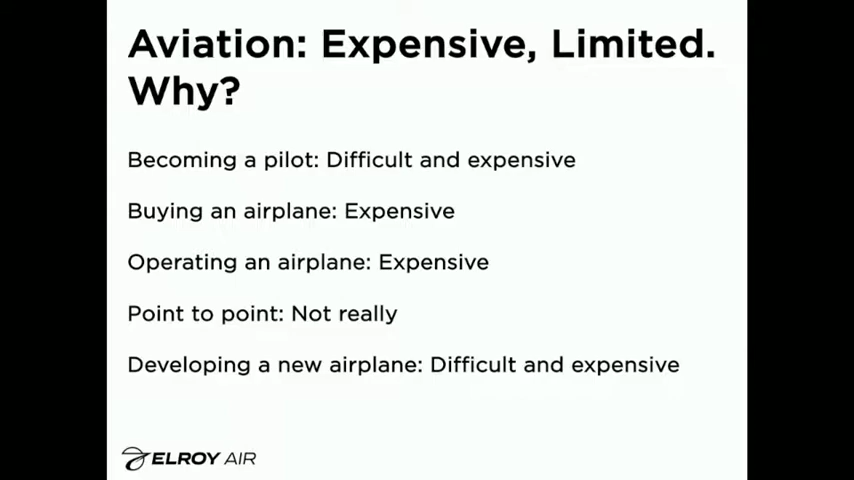 Aviation: Expensive, Limited.
Why?
Becoming a pilot: Difficult and expensive
Buying an airplane: Expensive
Operating an airplane: Expensive
Point to point: Not really
Developing a new airplane: Difficult and expensive
ELROY AIR